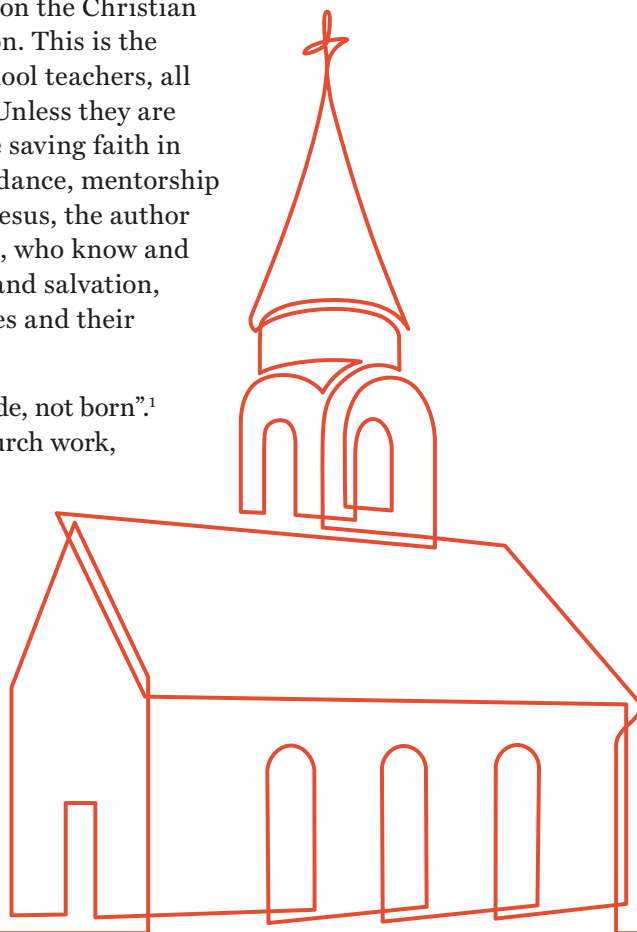 on the Christian
on. This is the
ool teachers, all
Unless they are
saving faith in
dance, mentorship
esus, the author
, who know and
and salvation,
es and their
de, not born”.¹
urch work,